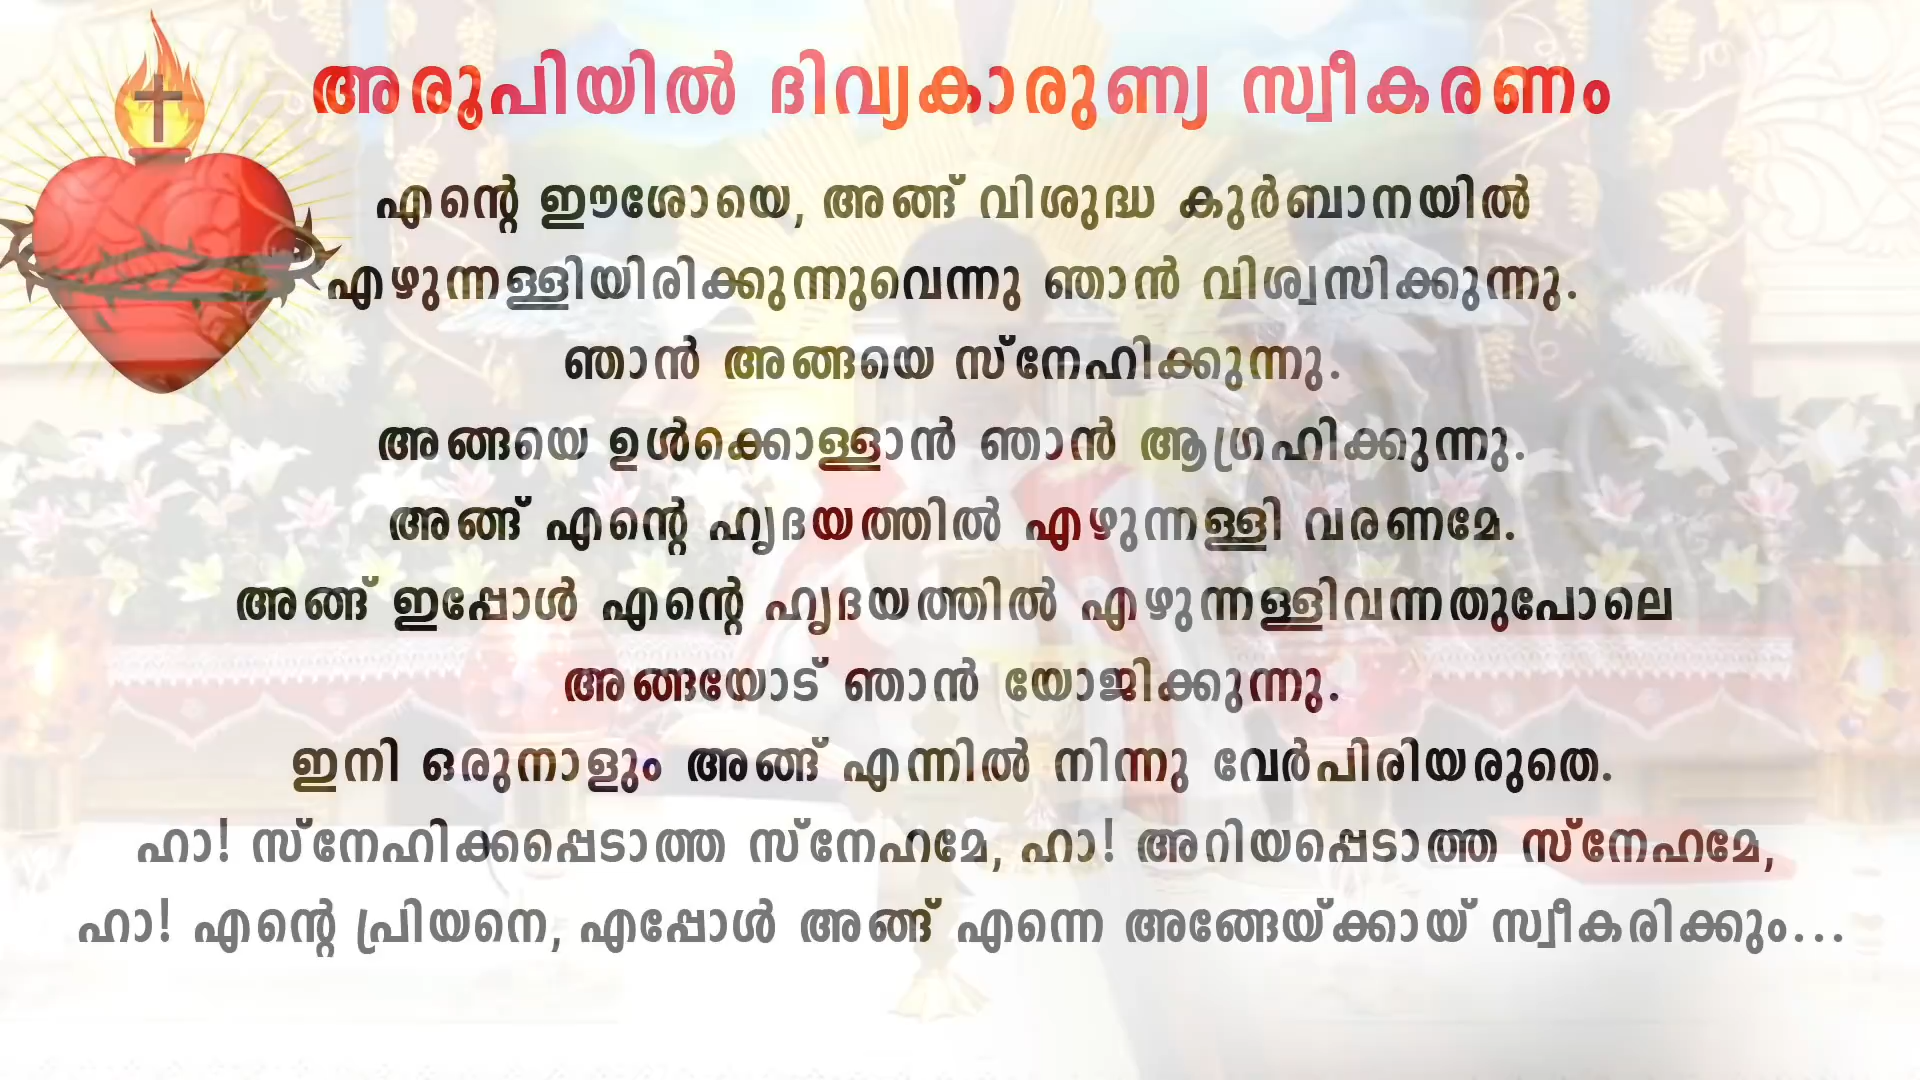 അരൂപിയിൽ ദിവ്യകാരുണ്യ സ്വീകരണം
എന്റെ ഈശോയെ, അങ്ങ് വിശുദ്ധ കുർബാനയിൽ
എഴുന്നള്ളിയിരിക്കുന്നുവെന്നു ഞാൻ വിശ്വസിക്കുന്നു.
ഞാൻ അങ്ങയെ സ്നേഹിക്കുന്നു.
അങ്ങയെ ഉൾക്കൊള്ളാൻ ഞാൻ ആഗ്രഹിക്കുന്നു.
അങ്ങ് എന്റെ ഹൃദയത്തിൽ എഴുന്നള്ളി വരണമേ.
അങ്ങ് ഇപ്പോൾ എന്റെ ഹൃദയത്തിൽ എഴുന്നള്ളിവന്നതുപോലെ
അങ്ങയോട് ഞാൻ യോജിക്കുന്നു.
ഇനി ഒരുനാളും അങ്ങ് എന്നിൽ നിന്നു വേർപിരിയരുതെ.
ഹാ! സ്നേഹിക്കപ്പെടാത്ത സ്നേഹമേ, ഹാ! അറിയപ്പെടാത്ത സ്നേഹമേ,
ഹാ! എന്റെ പ്രിയനെ, എപ്പോൾ അങ്ങ് എന്നെ അങ്ങേയ്ക്കായ് സ്വീകരിക്കും...